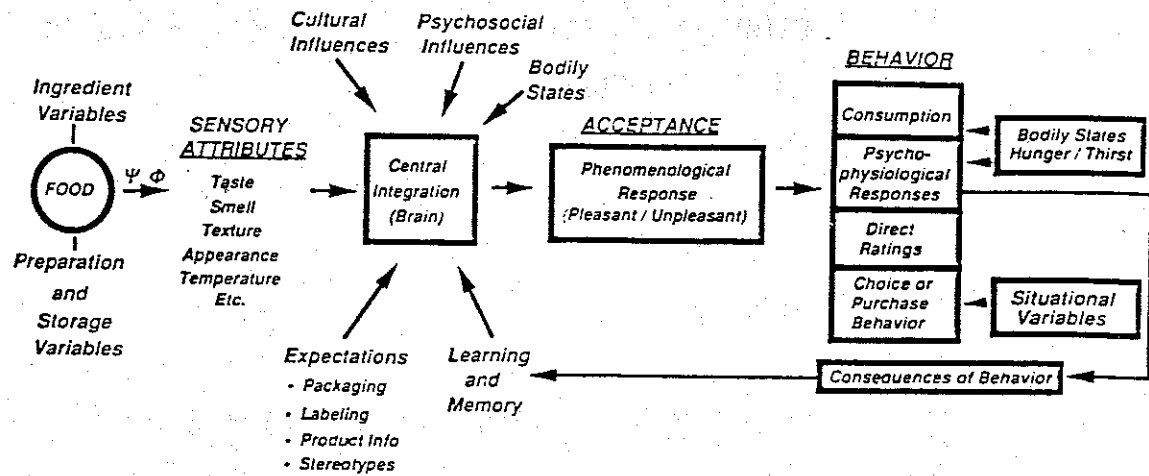 Cultural
Influences
Psychosocial
Influences
Bodily
States
Ingredient
Variables
FOOD
Ψ Φ
Preparation
and
Storage
Variables
SENSORY
ATTRIBUTES
Taste
Smell
Texture
Appearance
Temperature
Etc.
Central
Integration
(Brain)
Expectations
• Packaging
• Labeling
• Product Info
• Stereotypes
Learning
and
Memory
ACCEPTANCE
Phenomenological
Response
(Pleasant / Unpleasant)
BEHAVIOR
Consumption
Psycho-
physiological
Responses
Direct
Ratings
Choice or
Purchase
Behavior
Bodily States
Hunger / Thirst
Situational
Variables
Consequences of Behavior